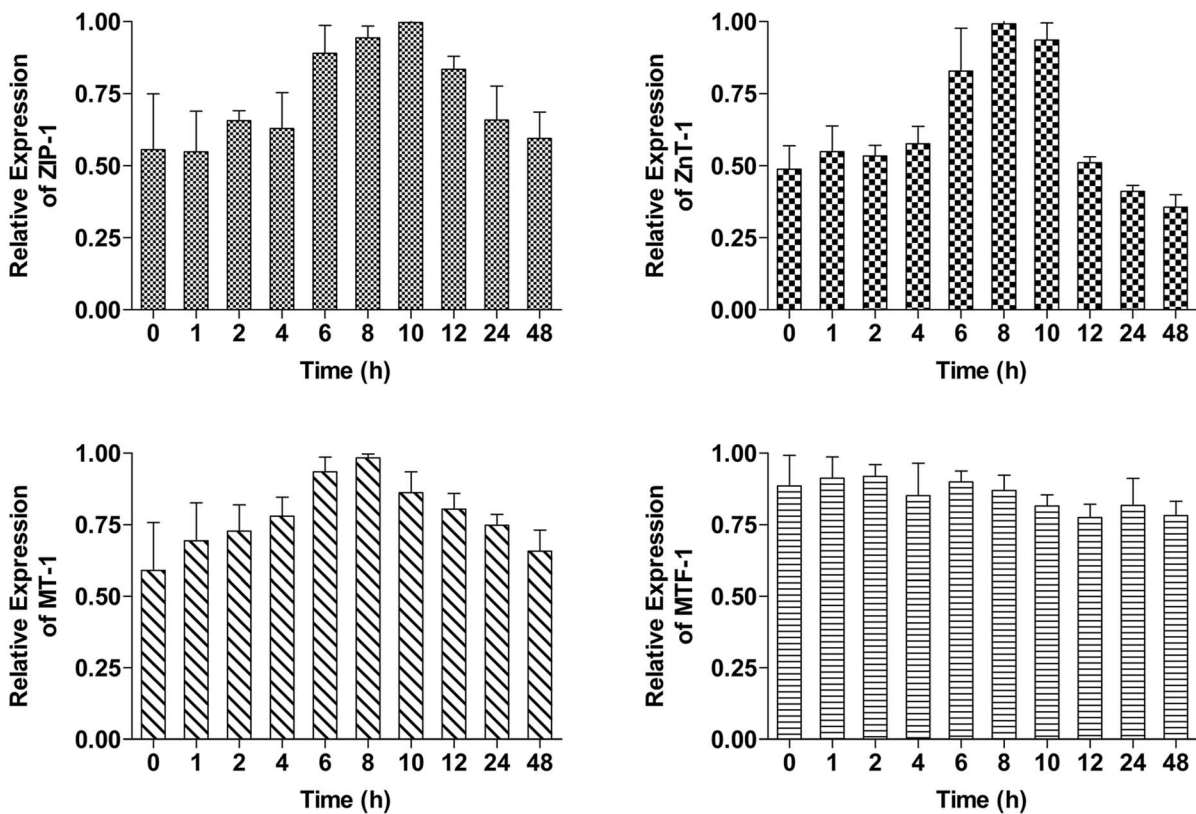 Relative Expression
of ZIP-1
1.00
0.75
0.50
0.25
0.00
0 1 2 4 6 8 10 12 24 48
Time (h)
Relative Expression
of ZnT-1
1.00
0.75
0.50
0.25
0.00
0 1 2 4 6 8 10 12 24 48
Time (h)
Relative Expression
of MT-1
1.00
0.75
0.50
0.25
0.00
0 1 2 4 6 8 10 12 24 48
Time (h)
Relative Expression
of MTF-1
1.00
0.75
0.50
0.25
0.00
0 1 2 4 6 8 10 12 24 48
Time (h)